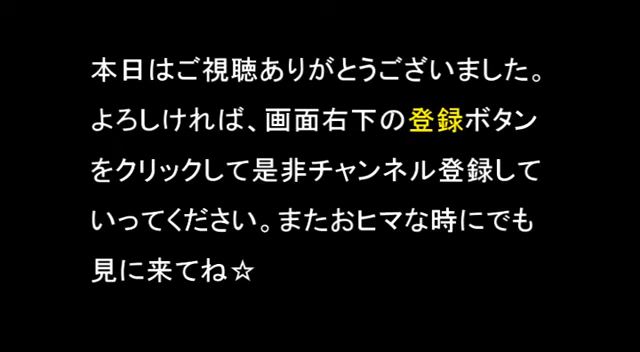 本日はご視聴ありがとうございました。
よろしければ、画面右下の登録ボタン
をクリックして是非チャンネル登録して
いってください。またおヒマな時にでも
見に来てね☆